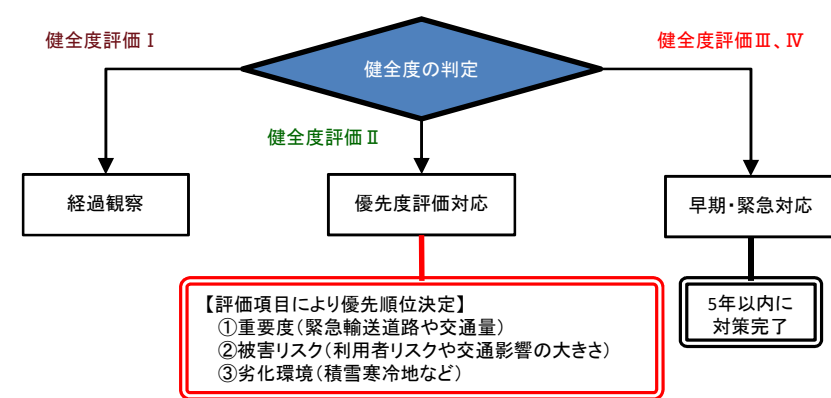 健全度評価Ⅰ
健全度の判定
健全度評価Ⅲ、Ⅳ
健全度評価Ⅱ
経過観察
優先度評価対応
早期・緊急対応
【評価項目により優先順位決定】
①重要度(緊急輸送道路や交通量)
②被害リスク(利用者リスクや交通影響の大きさ)
③劣化環境(積雪寒冷地など)
5年以内に
対策完了